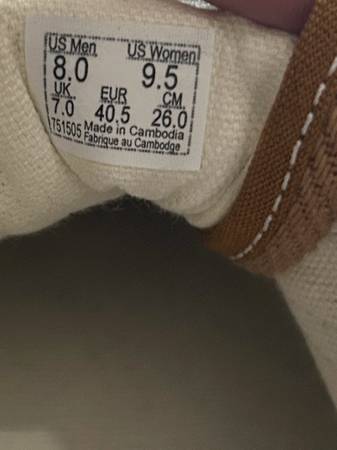 US Men US Women
8.0 9.5
UK EUR CM
7.0 40.5 26.0
751505 Made in Cambodia
Fabrique au Cambodge